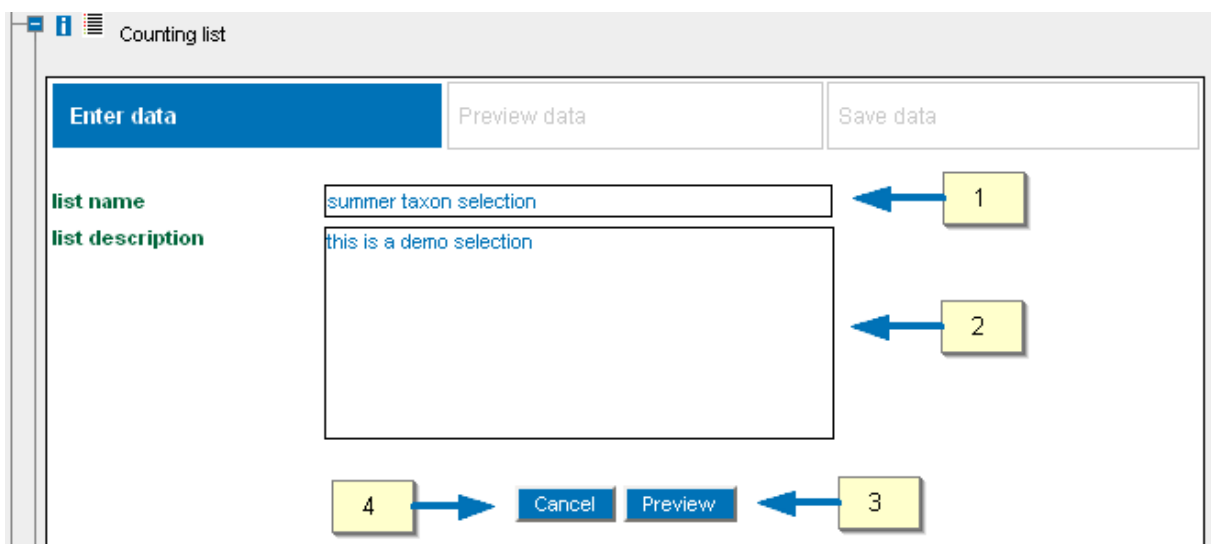 Counting list
Enter data Preview data Save data
list name summer taxon selection 1
list description this is a demo selection
2
4 Cancel Preview 3